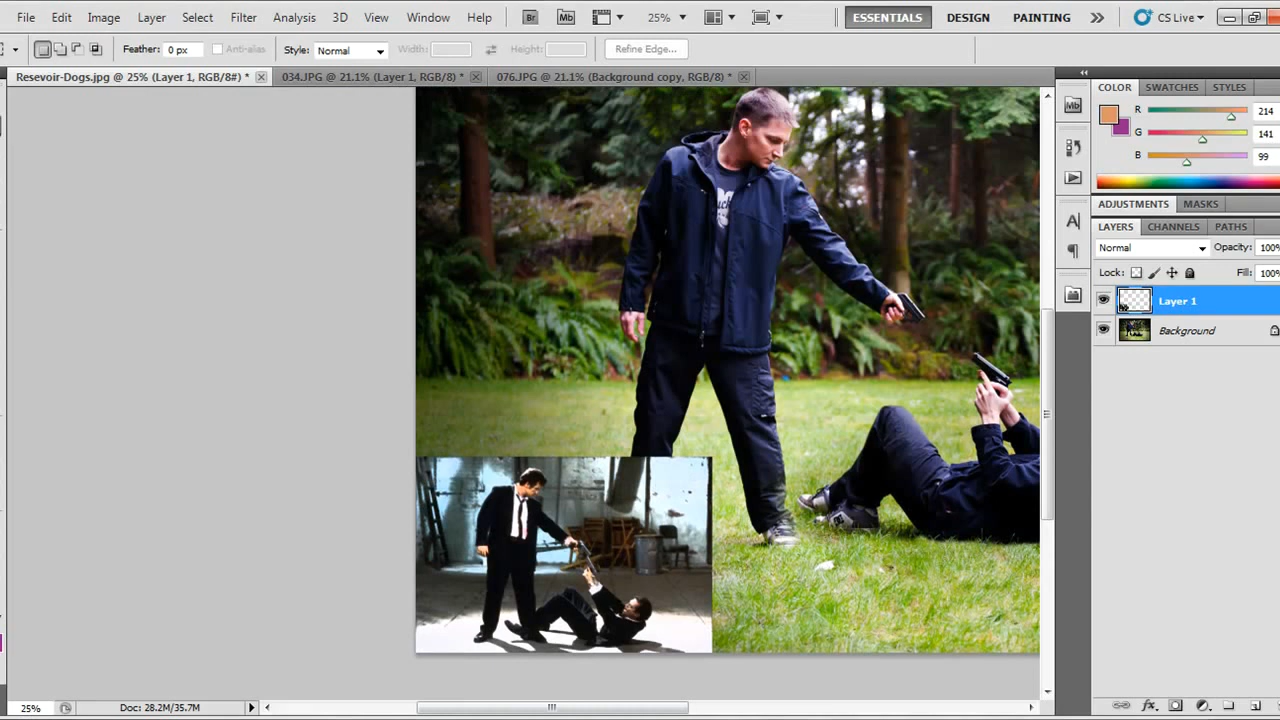 File Edit Image Layer Select Filter Analysis 3D View Window Help Br Mb 25% ESSENTIALS DESIGN PAINTING CS Live
Feather: 0 px Anti-alias Style: Normal Width: Height: Refine Edge...
Resevoir-Dogs.jpg @ 25% (Layer 1, RGB/8#) * 034.JPG @ 21.1% (Layer 1, RGB/8) * 076.JPG @ 21.1% (Background copy, RGB/8) *
Mb
COLOR SWATCHES STYLES
R 214
G 141
B 99
ADJUSTMENTS MASKS
LAYERS CHANNELS PATHS
Normal Opacity: 100%
Lock: Fill: 100%
Layer 1
Background
25% Doc: 28.2M/35.7M